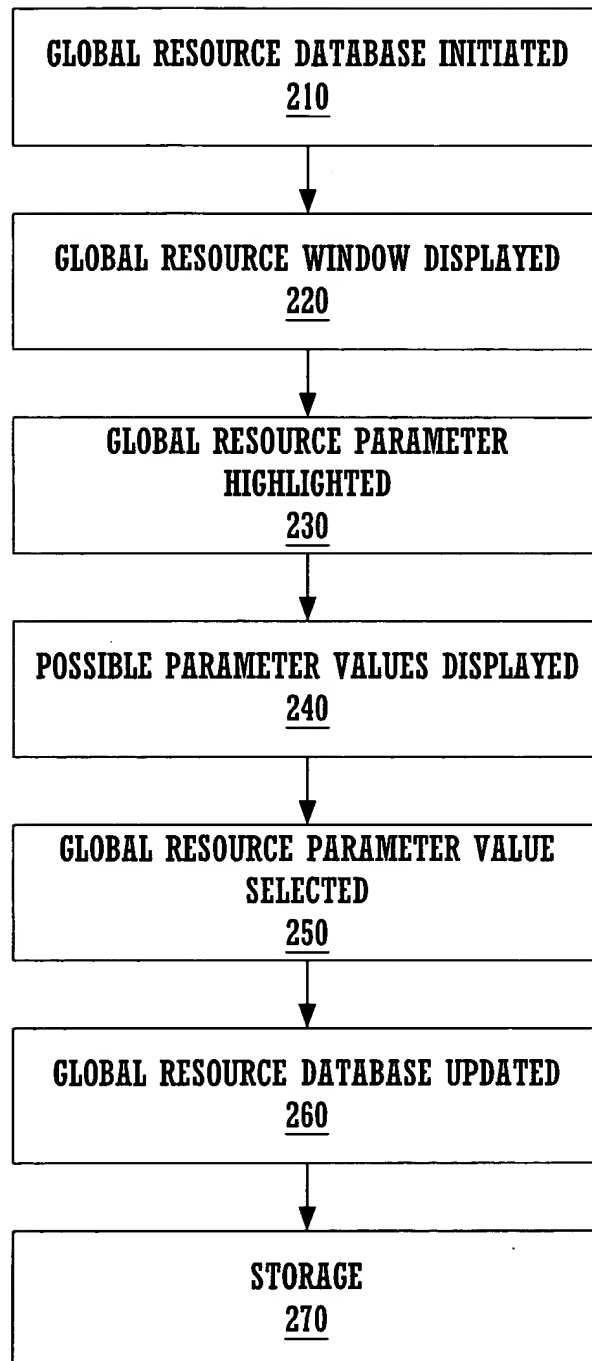 GLOBAL RESOURCE DATABASE INITIATED
210
GLOBAL RESOURCE WINDOW DISPLAYED
220
GLOBAL RESOURCE PARAMETER
HIGHLIGHTED
230
POSSIBLE PARAMETER VALUES DISPLAYED
240
GLOBAL RESOURCE PARAMETER VALUE
SELECTED
250
GLOBAL RESOURCE DATABASE UPDATED
260
STORAGE
270